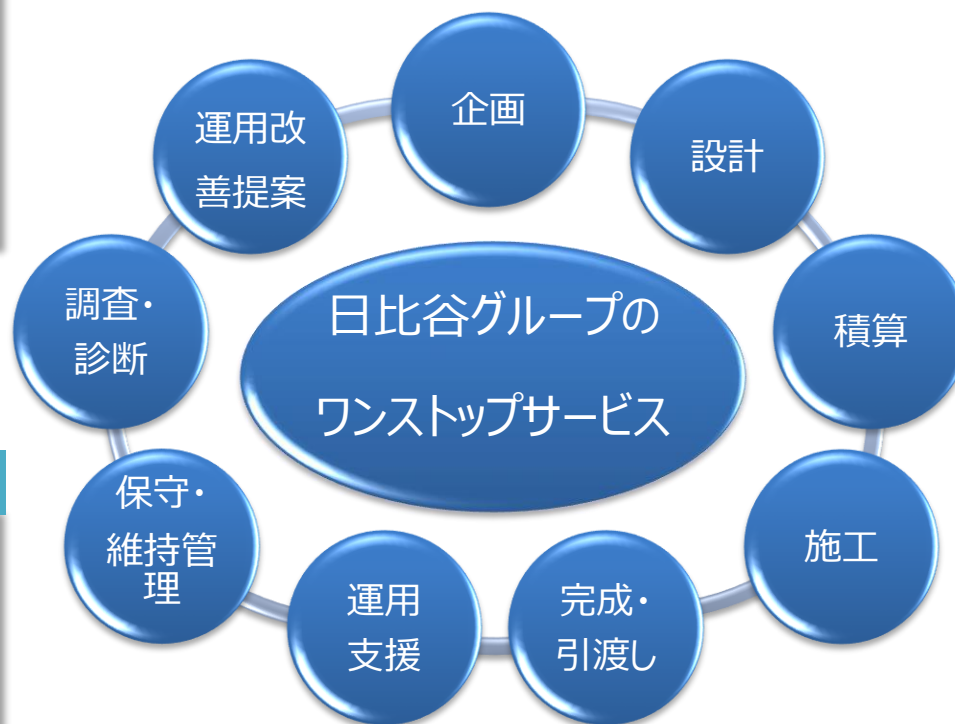 企画
設計
積算
施工
完成・
引渡し
運用
支援
保守・
維持管
理
調査・
診断
運用改
善提案
日比谷グループの
ワンストップサービス